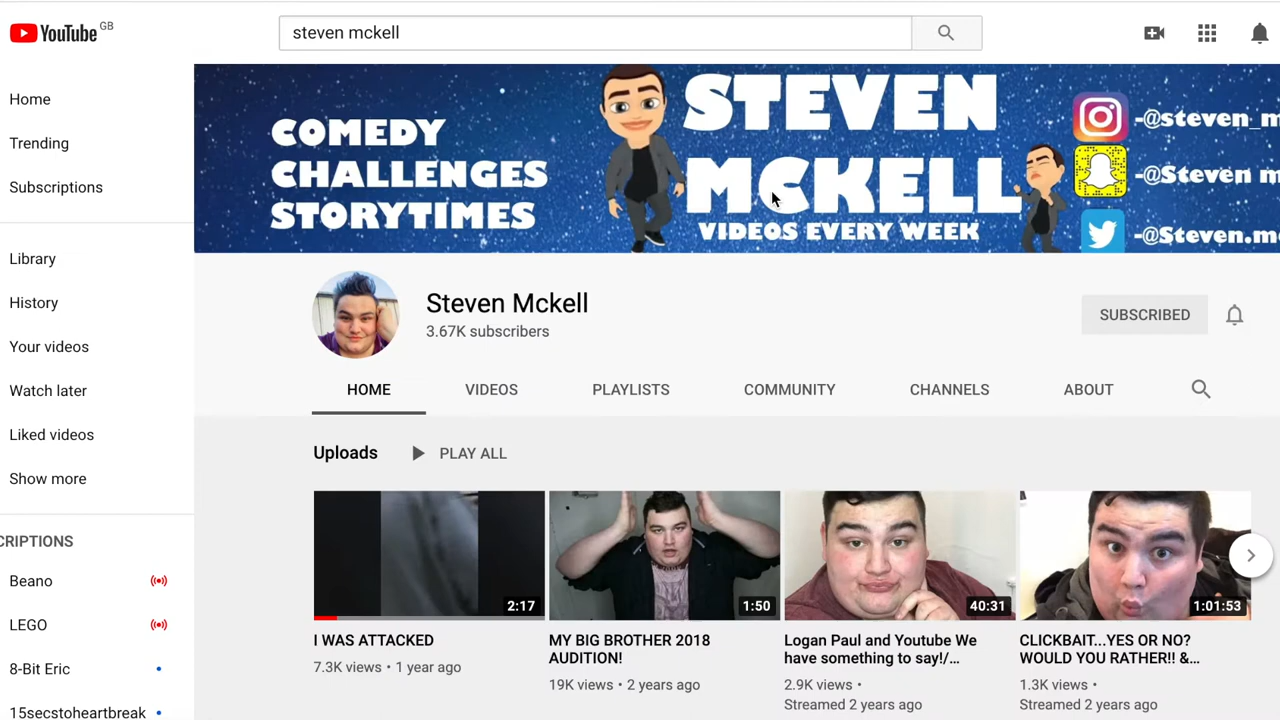 YouTube GB
steven mckell
Home
Trending
Subscriptions
Library
History
Your videos
Watch later
Liked videos
Show more
CRIPTIONS
Beano
LEGO
8-Bit Eric
15secstoheartbreak
COMEDY
CHALLENGES
STORYTIMES
STEVEN
MCKELL
VIDEOS EVERY WEEK
-@steven_m
-@Steven m
-@Steven.m
Steven Mckell
3.67K subscribers
SUBSCRIBED
HOME VIDEOS PLAYLISTS COMMUNITY CHANNELS ABOUT
Uploads PLAY ALL
2:17
I WAS ATTACKED
7.3K views • 1 year ago
1:50
MY BIG BROTHER 2018
AUDITION!
19K views • 2 years ago
40:31
Logan Paul and Youtube We
have something to say!/...
2.9K views •
Streamed 2 years ago
1:01:53
CLICKBAIT...YES OR NO?
WOULD YOU RATHER!! &...
1.3K views •
Streamed 2 years ago